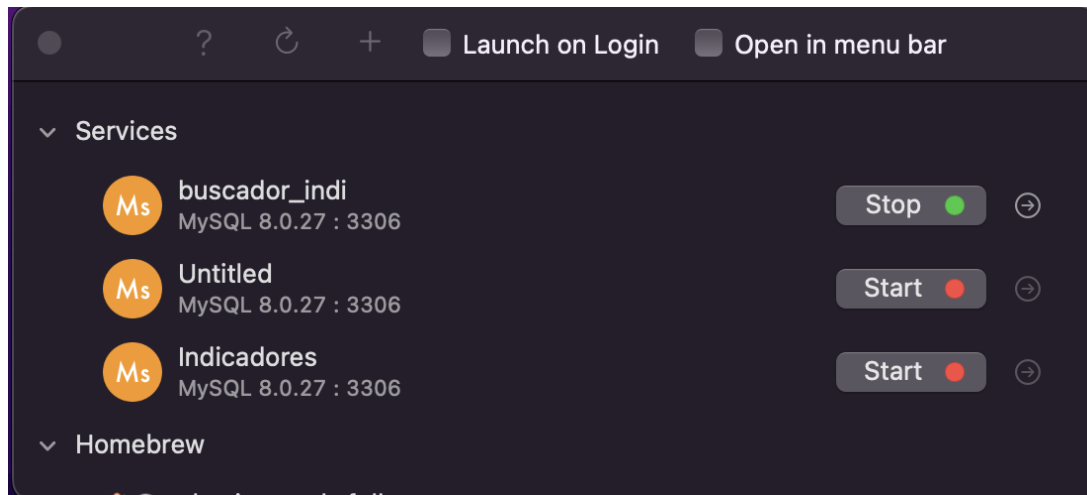 ? + Launch on Login Open in menu bar
Services
Ms buscador_indi
MySQL 8.0.27 : 3306 Stop
Ms Untitled
MySQL 8.0.27 : 3306 Start
Ms Indicadores
MySQL 8.0.27 : 3306 Start
Homebrew